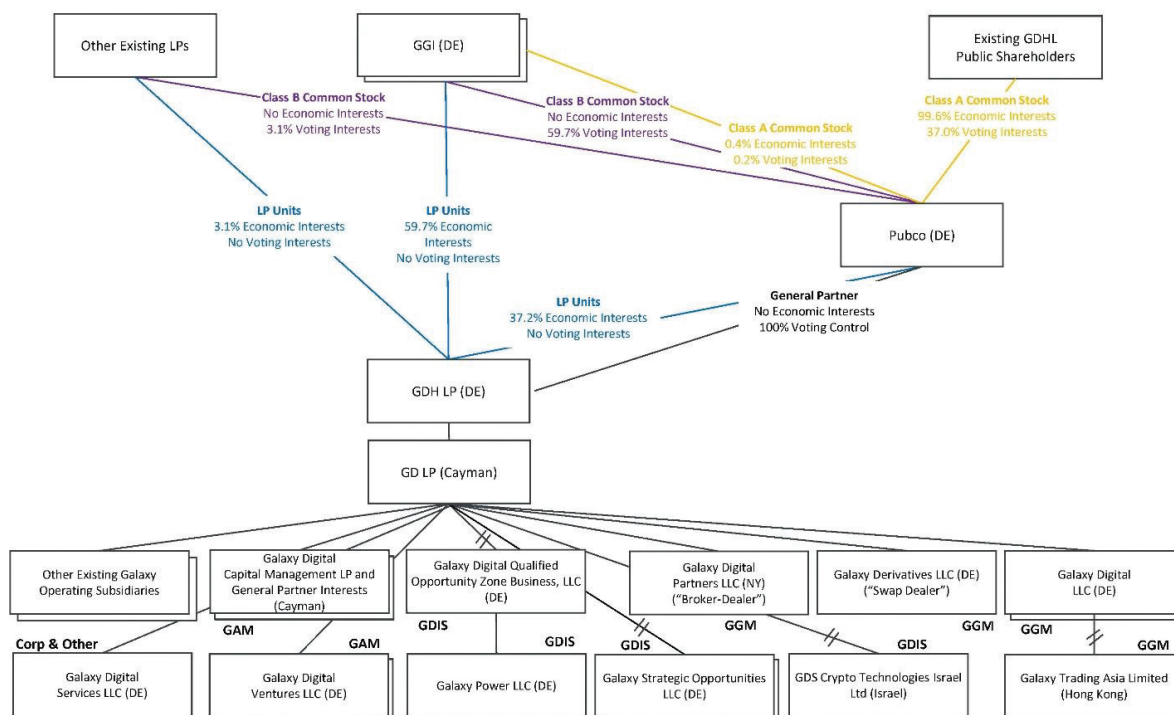 Other Existing LPs
GGI (DE)
Existing GDHL
Public Shareholders
Class B Common Stock
No Economic Interests
3.1% Voting Interests
Class B Common Stock
No Economic Interests
59.7% Voting Interests
Class A Common Stock
0.4% Economic Interests
0.2% Voting Interests
Class A Common Stock
99.6% Economic Interests
37.0% Voting Interests
LP Units
3.1% Economic Interests
No Voting Interests
LP Units
59.7% Economic
Interests
No Voting Interests
Pubco (DE)
LP Units
37.2% Economic Interests
No Voting Interests
General Partner
No Economic Interests
100% Voting Control
GDH LP (DE)
GD LP (Cayman)
Other Existing Galaxy
Operating Subsidiaries
Galaxy Digital
Capital Management LP and
General Partner Interests
(Cayman)
Galaxy Digital Qualified
Opportunity Zone Business, LLC
(DE)
Galaxy Digital
Partners LLC (NY)
("Broker-Dealer")
Galaxy Derivatives LLC (DE)
("Swap Dealer")
Galaxy Digital
LLC (DE)
Corp & Other
GAM
GAM
GDIS
GDIS
GDIS
GGM
GDIS
GGM
GGM
GGM
Galaxy Digital
Services LLC (DE)
Galaxy Digital
Ventures LLC (DE)
Galaxy Power LLC (DE)
Galaxy Strategic Opportunities
LLC (DE)
GDS Crypto Technologies Israel
Ltd (Israel)
Galaxy Trading Asia Limited
(Hong Kong)